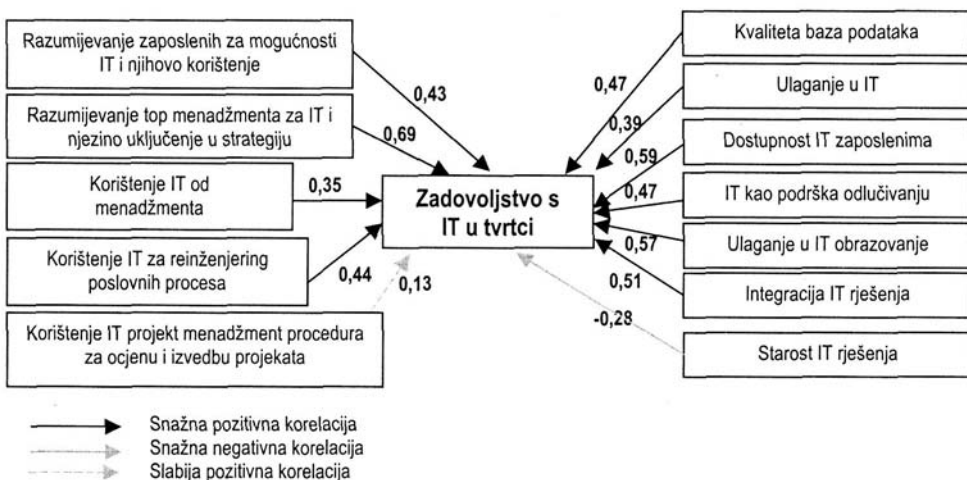 Razumijevanje zaposlenih za mogućnosti
IT i njihovo korištenje
Razumijevanje top menadžmenta za IT i
njezino uključenje u strategiju
Korištenje IT od
menadžmenta
Korištenje IT za reinženjering
poslovnih procesa
Korištenje IT projekt menadžment procedura
za ocjenu i izvedbu projekata
0,43
0,69
0,35
0,44
0,13
Zadovoljstvo s
IT u tvrtci
0,47
0,39
0,59
0,47
0,57
0,51
-0,28
Kvaliteta baza podataka
Ulaganje u IT
Dostupnost IT zaposlenima
IT kao podrška odlučivanju
Ulaganje u IT obrazovanje
Integracija IT rješenja
Starost IT rješenja
Snažna pozitivna korelacija
Snažna negativna korelacija
Slabija pozitivna korelacija